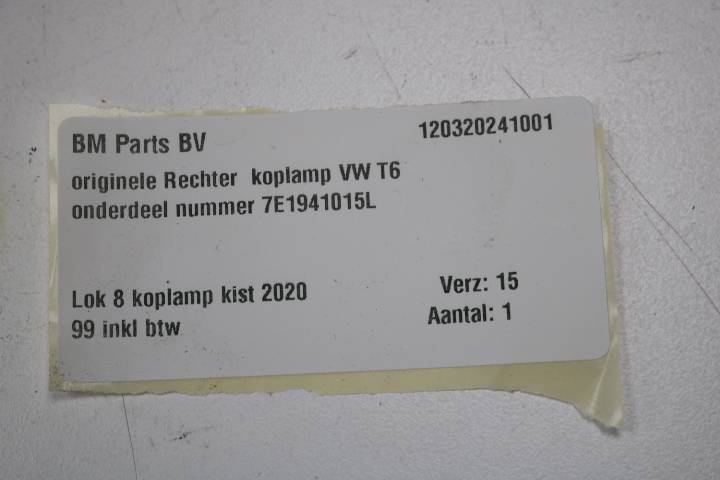 BM Parts BV 120320241001
originele Rechter koplamp VW T6
onderdeel nummer 7E1941015L
Lok 8 koplamp kist 2020 Verz: 15
99 inkl btw Aantal: 1